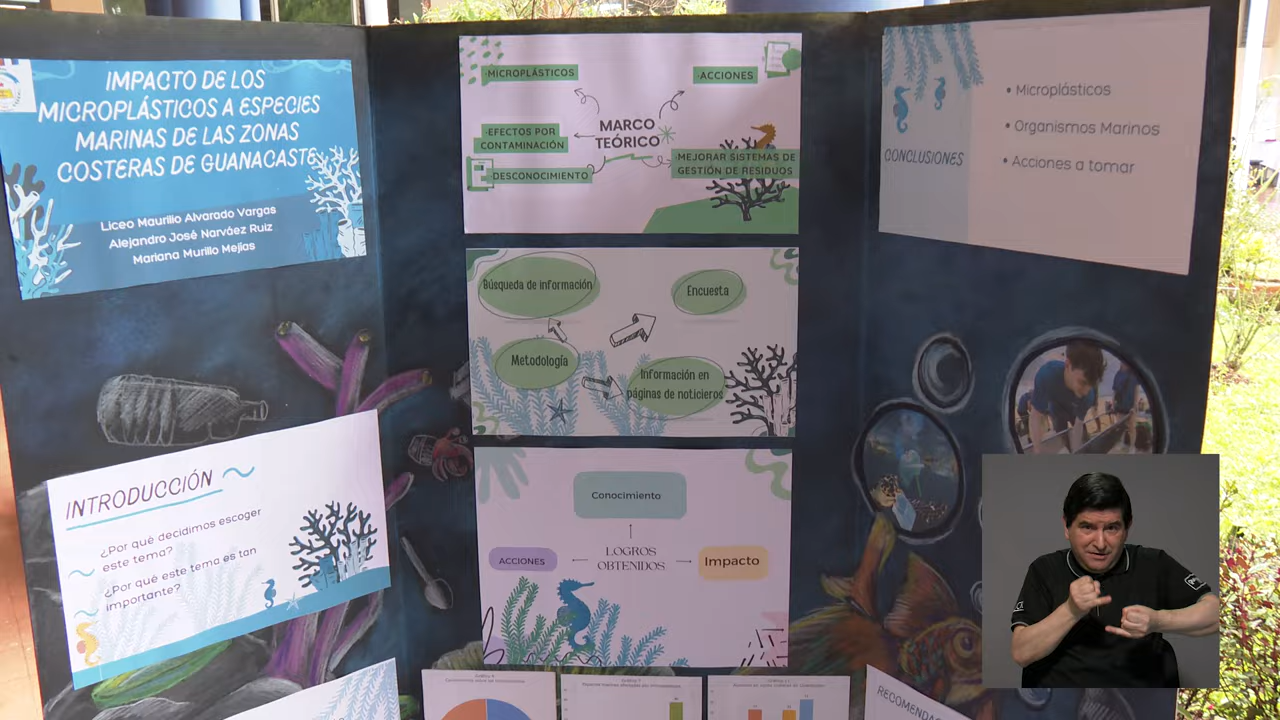 IMPACTO DE LOS
MICROPLÁSTICOS A ESPECIES
MARINAS DE LAS ZONAS
COSTERAS DE GUANACASTE
Liceo Maurilio Alvarado Vargas
Alejandro José Narváez Ruiz
Mariana Murillo Mejías
INTRODUCCIÓN
¿Por qué decidimos escoger
este tema?
¿Por qué este tema es tan
importante?
·MICROPLÁSTICOS
·ACCIONES
MARCO
TEÓRICO
EFECTOS POR
CONTAMINACIÓN
·DESCONOCIMIENTO
·MEJORAR SISTEMAS DE
GESTIÓN DE RESIDUOS
Búsqueda de información
Encuesta
Metodología
Información en
páginas de noticieros
Conocimiento
ACCIONES
LOGROS
OBTENIDOS
Impacto
CONCLUSIONES
• Microplásticos
• Organismos Marinos
• Acciones a tomar